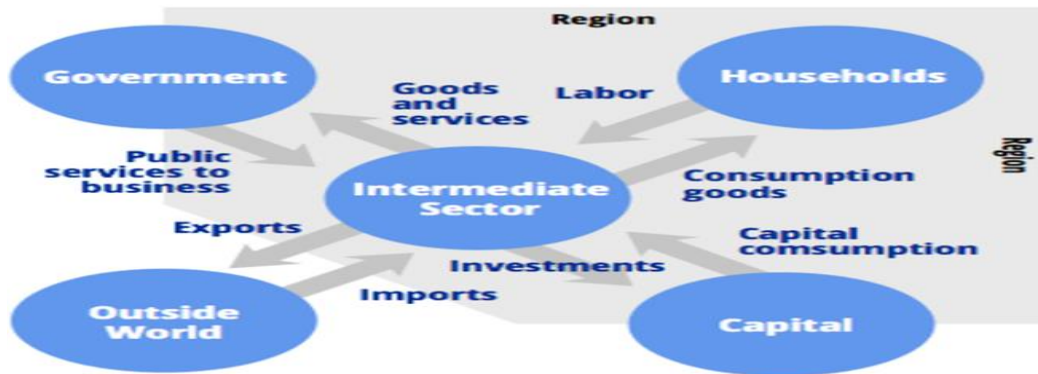 Region
Government
Households
Goods
and
services
Labor
Region
Public
services to
business
Intermediate
Sector
Consumption
goods
Exports
Capital
comsumption
Investments
Imports
Outside
World
Capital